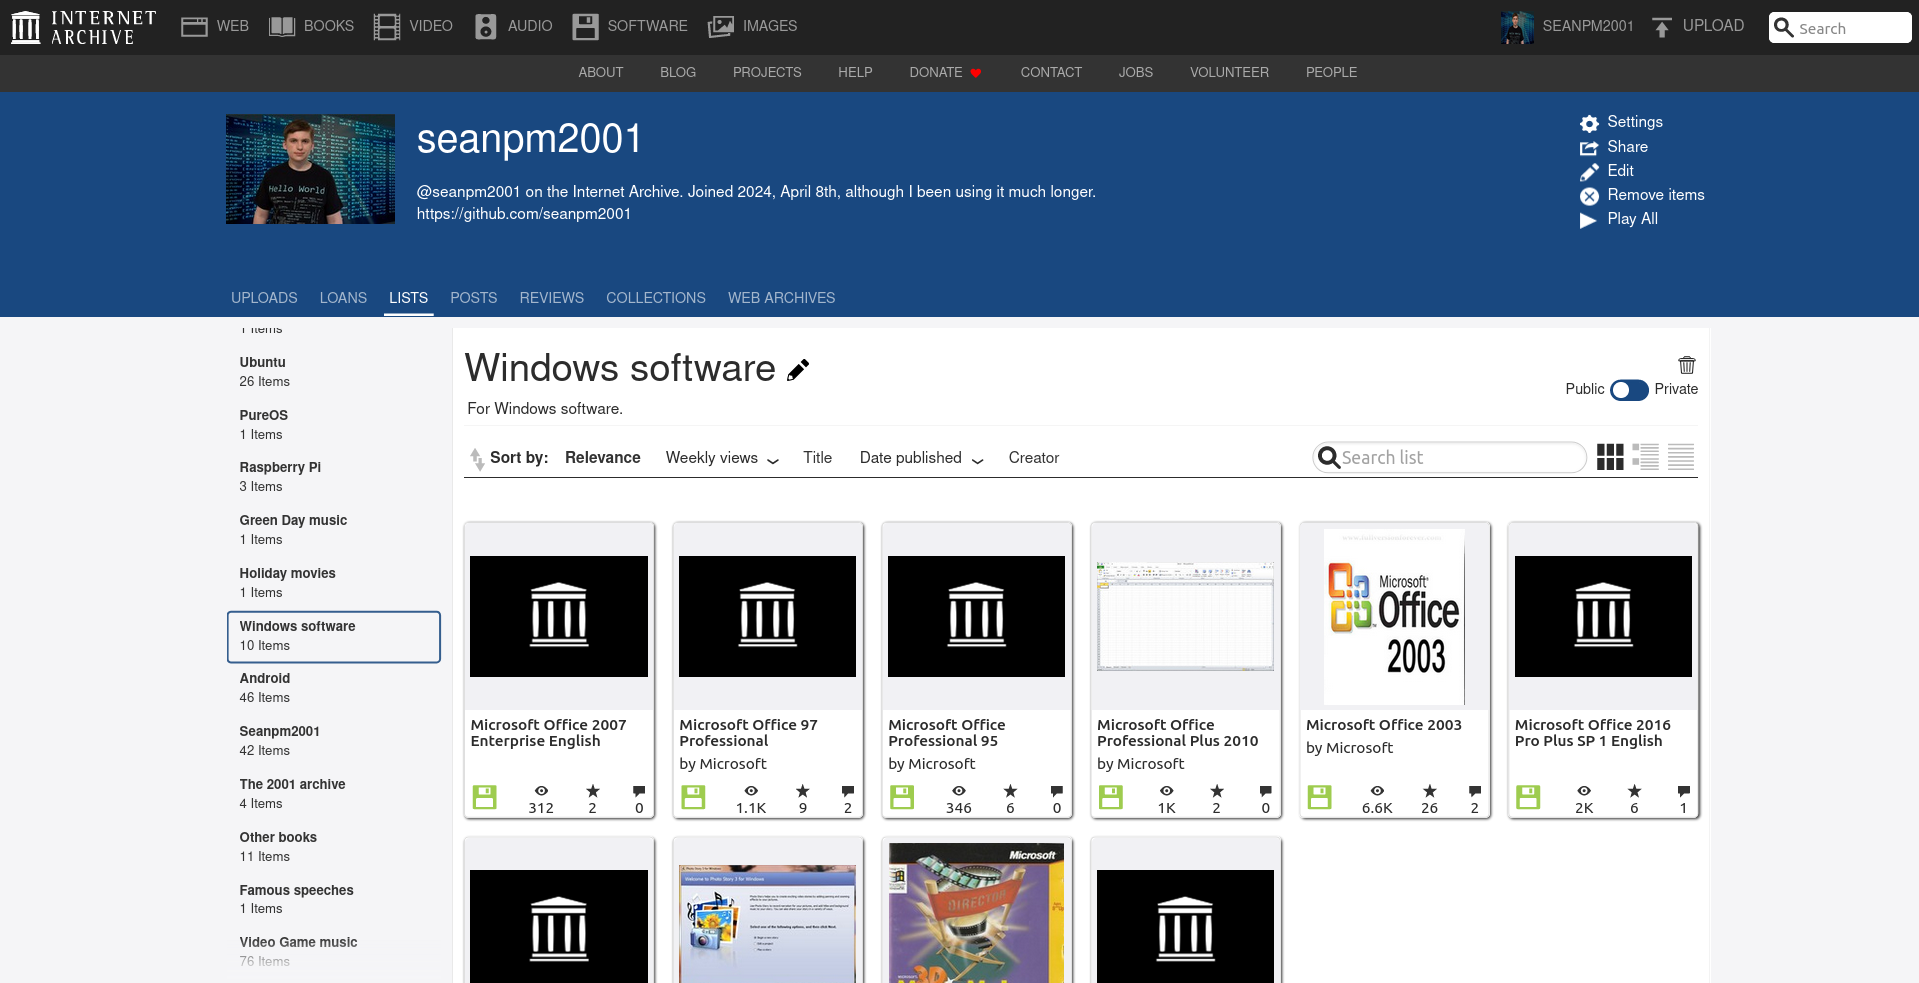 INTERNET ARCHIVE
WEB BOOKS VIDEO AUDIO SOFTWARE IMAGES
SEANPM2001 UPLOAD Search
ABOUT BLOG PROJECTS HELP DONATE CONTACT JOBS VOLUNTEER PEOPLE
Hello World
seanpm2001
@seanpm2001 on the Internet Archive. Joined 2024, April 8th, although I been using it much longer.
https://github.com/seanpm2001
Settings
Share
Edit
Remove items
Play All
UPLOADS LOANS LISTS POSTS REVIEWS COLLECTIONS WEB ARCHIVES
1 Items
Ubuntu
26 Items
PureOS
1 Items
Raspberry Pi
3 Items
Green Day music
1 Items
Holiday movies
1 Items
Windows software
10 Items
Android
46 Items
Seanpm2001
42 Items
The 2001 archive
4 Items
Other books
11 Items
Famous speeches
1 Items
Video Game music
76 Items
Windows software
For Windows software.
Public Private
Sort by: Relevance Weekly views Title Date published Creator
Search list
Microsoft Office 2007
Enterprise English
312 2 0
Microsoft Office 97
Professional
by Microsoft
1.1K 9 2
Microsoft Office
Professional 95
by Microsoft
346 6 0
Microsoft Office
Professional Plus 2010
by Microsoft
1K 2 0
Microsoft
Office
2003
Microsoft Office 2003
by Microsoft
6.6K 26 2
Microsoft Office 2016
Pro Plus SP 1 English
2K 6 1
Welcome to Photo Story 3 for Windows
Microsoft
DIRECTOR
3D